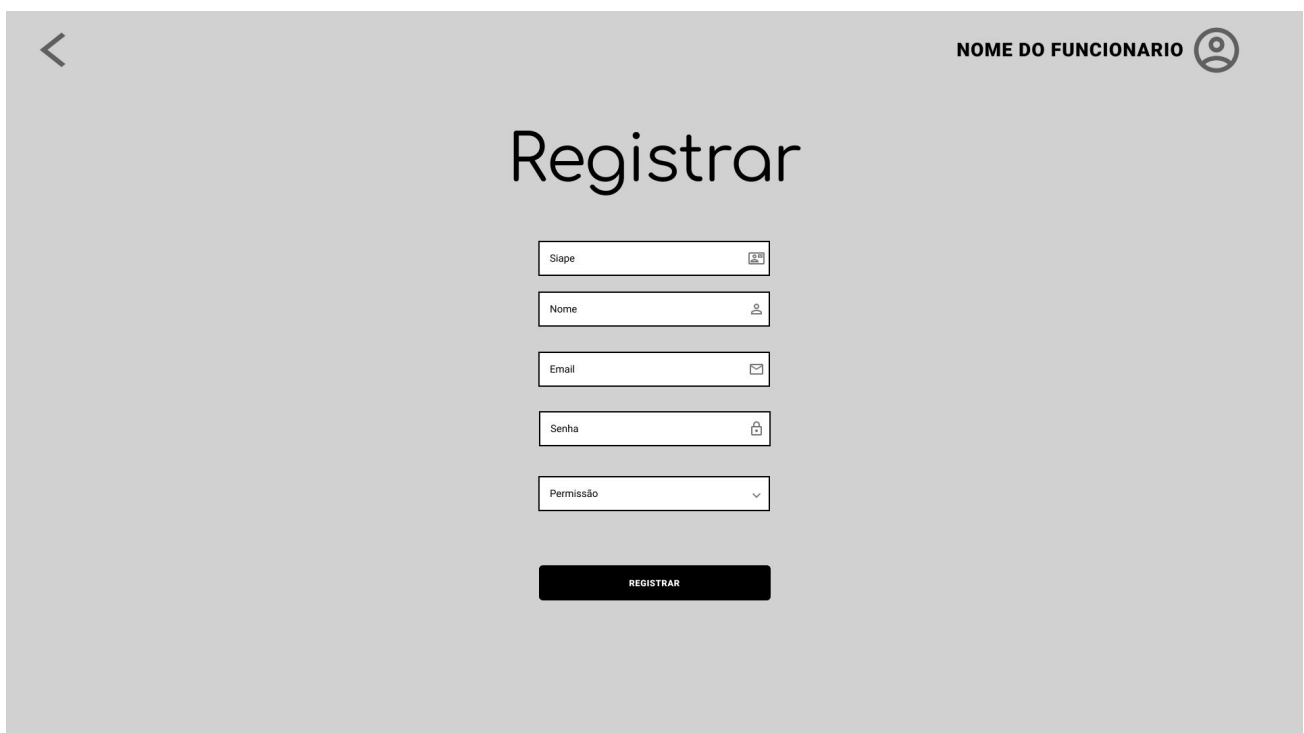 NOME DO FUNCIONARIO
Registrar
Siape
Nome
Email
Senha
Permissão
REGISTRAR